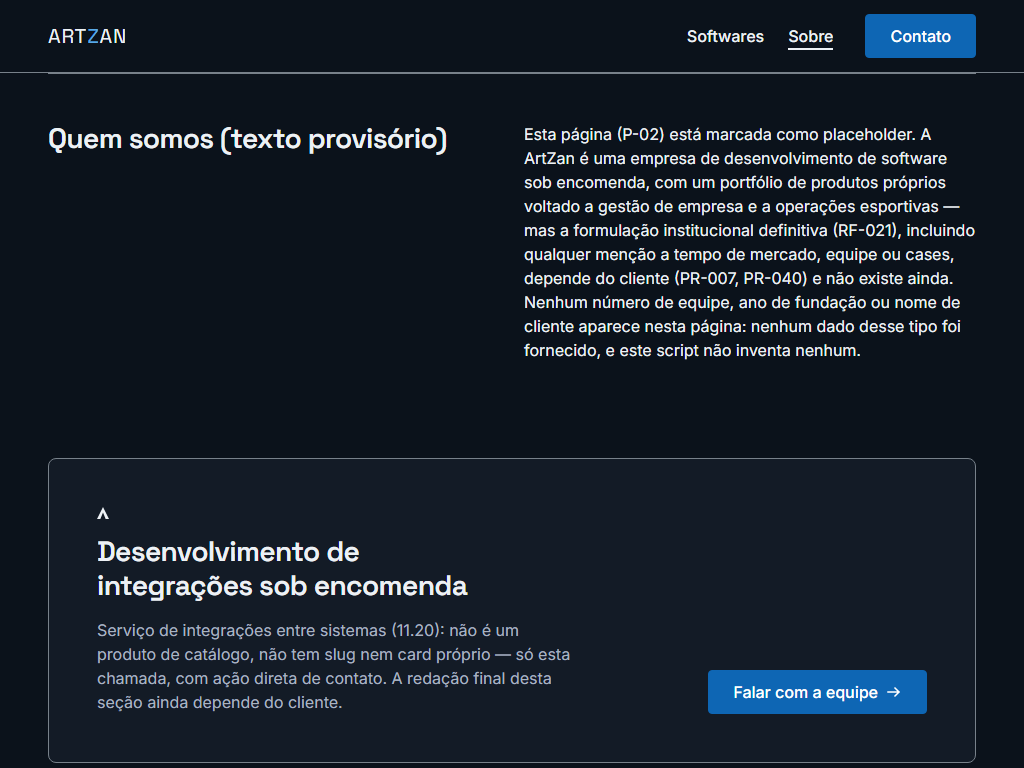 ARTZAN
Softwares
Sobre
Contato
Quem somos (texto provisório)
Esta página (P-02) está marcada como placeholder. A
ArtZan é uma empresa de desenvolvimento de software
sob encomenda, com um portfólio de produtos próprios
voltado a gestão de empresa e a operações esportivas —
mas a formulação institucional definitiva (RF-021), incluindo
qualquer menção a tempo de mercado, equipe ou cases,
depende do cliente (PR-007, PR-040) e não existe ainda.
Nenhum número de equipe, ano de fundação ou nome de
cliente aparece nesta página: nenhum dado desse tipo foi
fornecido, e este script não inventa nenhum.
Desenvolvimento de
integrações sob encomenda
Serviço de integrações entre sistemas (11.20): não é um
produto de catálogo, não tem slug nem card próprio — só esta
chamada, com ação direta de contato. A redação final desta
seção ainda depende do cliente.
Falar com a equipe →